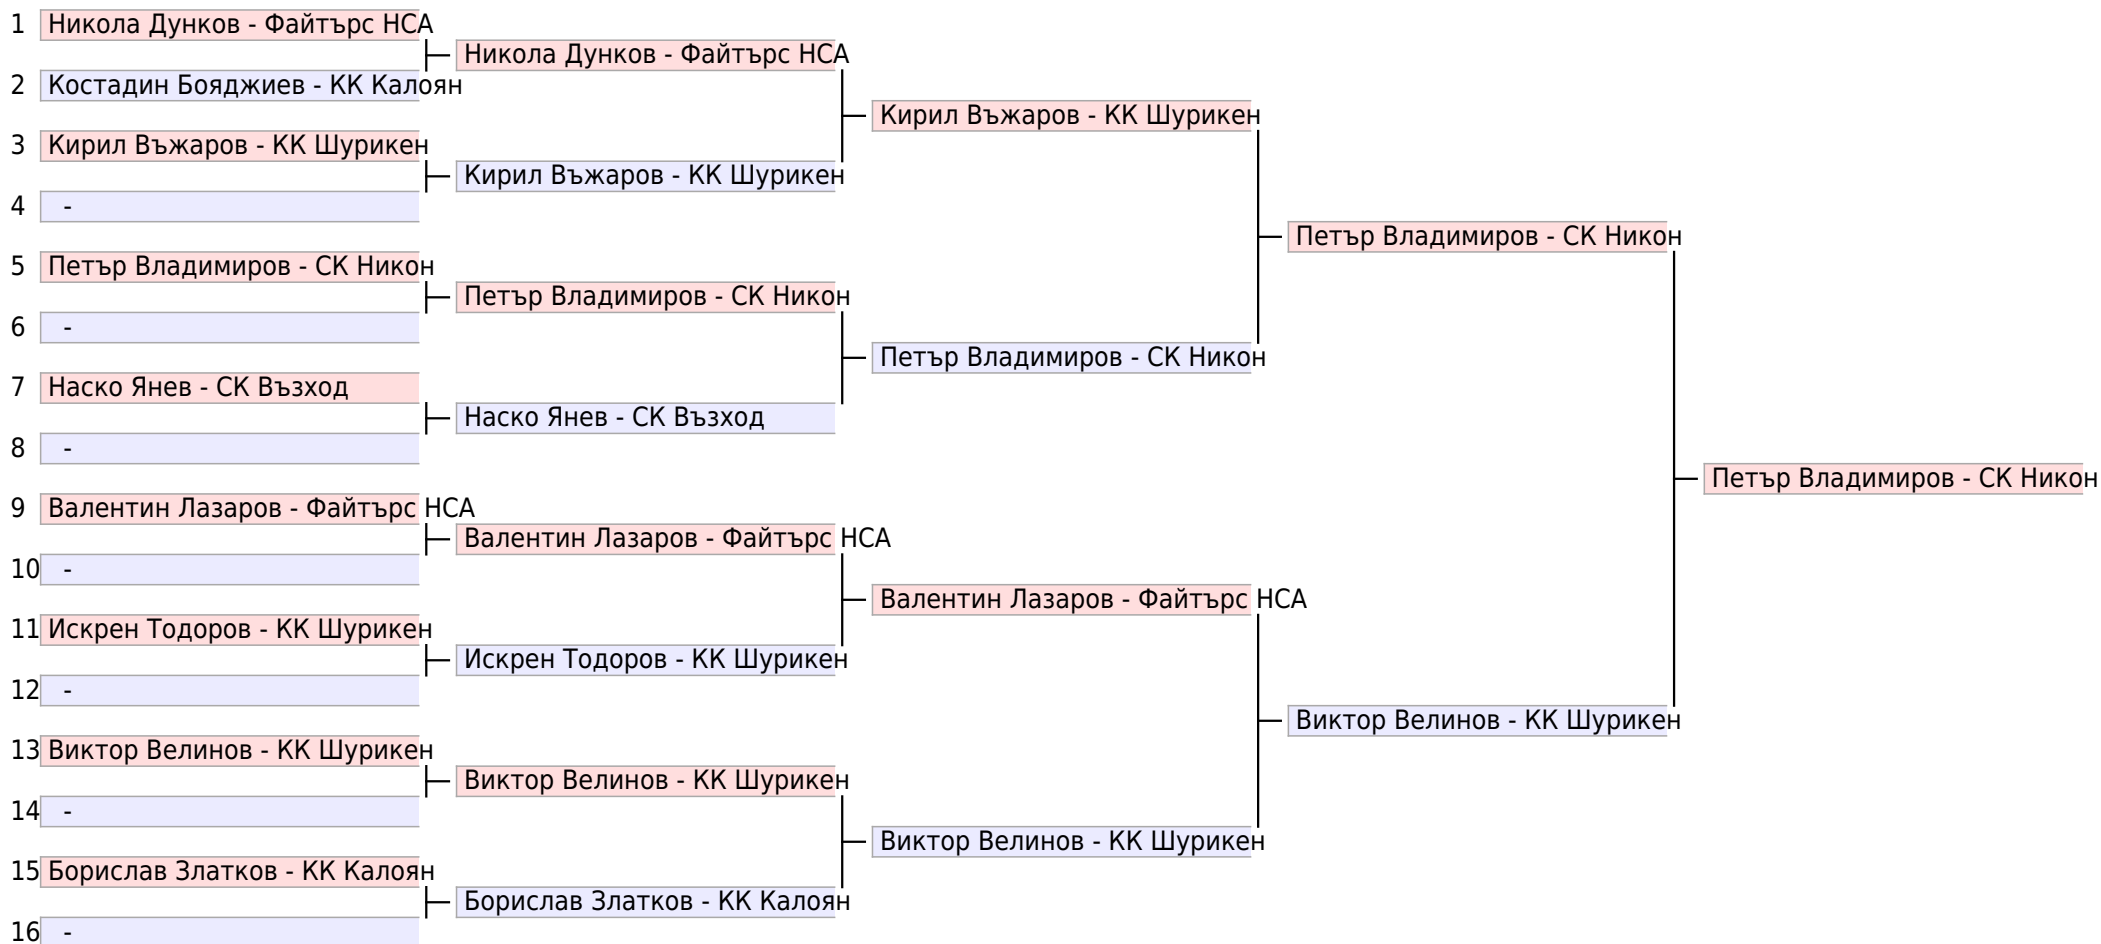 1 Никола Дунков - Файтърс НСА
Никола Дунков - Файтърс НСА
2 Костадин Бояджиев - КК Калоян
Кирил Въжаров - КК Шурикен
3 Кирил Въжаров - КК Шурикен
Кирил Въжаров - КК Шурикен
4 -
Петър Владимиров - СК Никон
5 Петър Владимиров - СК Никон
Петър Владимиров - СК Никон
6 -
Петър Владимиров - СК Никон
7 Наско Янев - СК Възход
Наско Янев - СК Възход
8 -
Петър Владимиров - СК Никон
9 Валентин Лазаров - Файтърс НСА
Валентин Лазаров - Файтърс НСА
10 -
Валентин Лазаров - Файтърс НСА
11 Искрен Тодоров - КК Шурикен
Искрен Тодоров - КК Шурикен
12 -
Виктор Велинов - КК Шурикен
13 Виктор Велинов - КК Шурикен
Виктор Велинов - КК Шурикен
14 -
Виктор Велинов - КК Шурикен
15 Борислав Златков - КК Калоян
Борислав Златков - КК Калоян
16 -